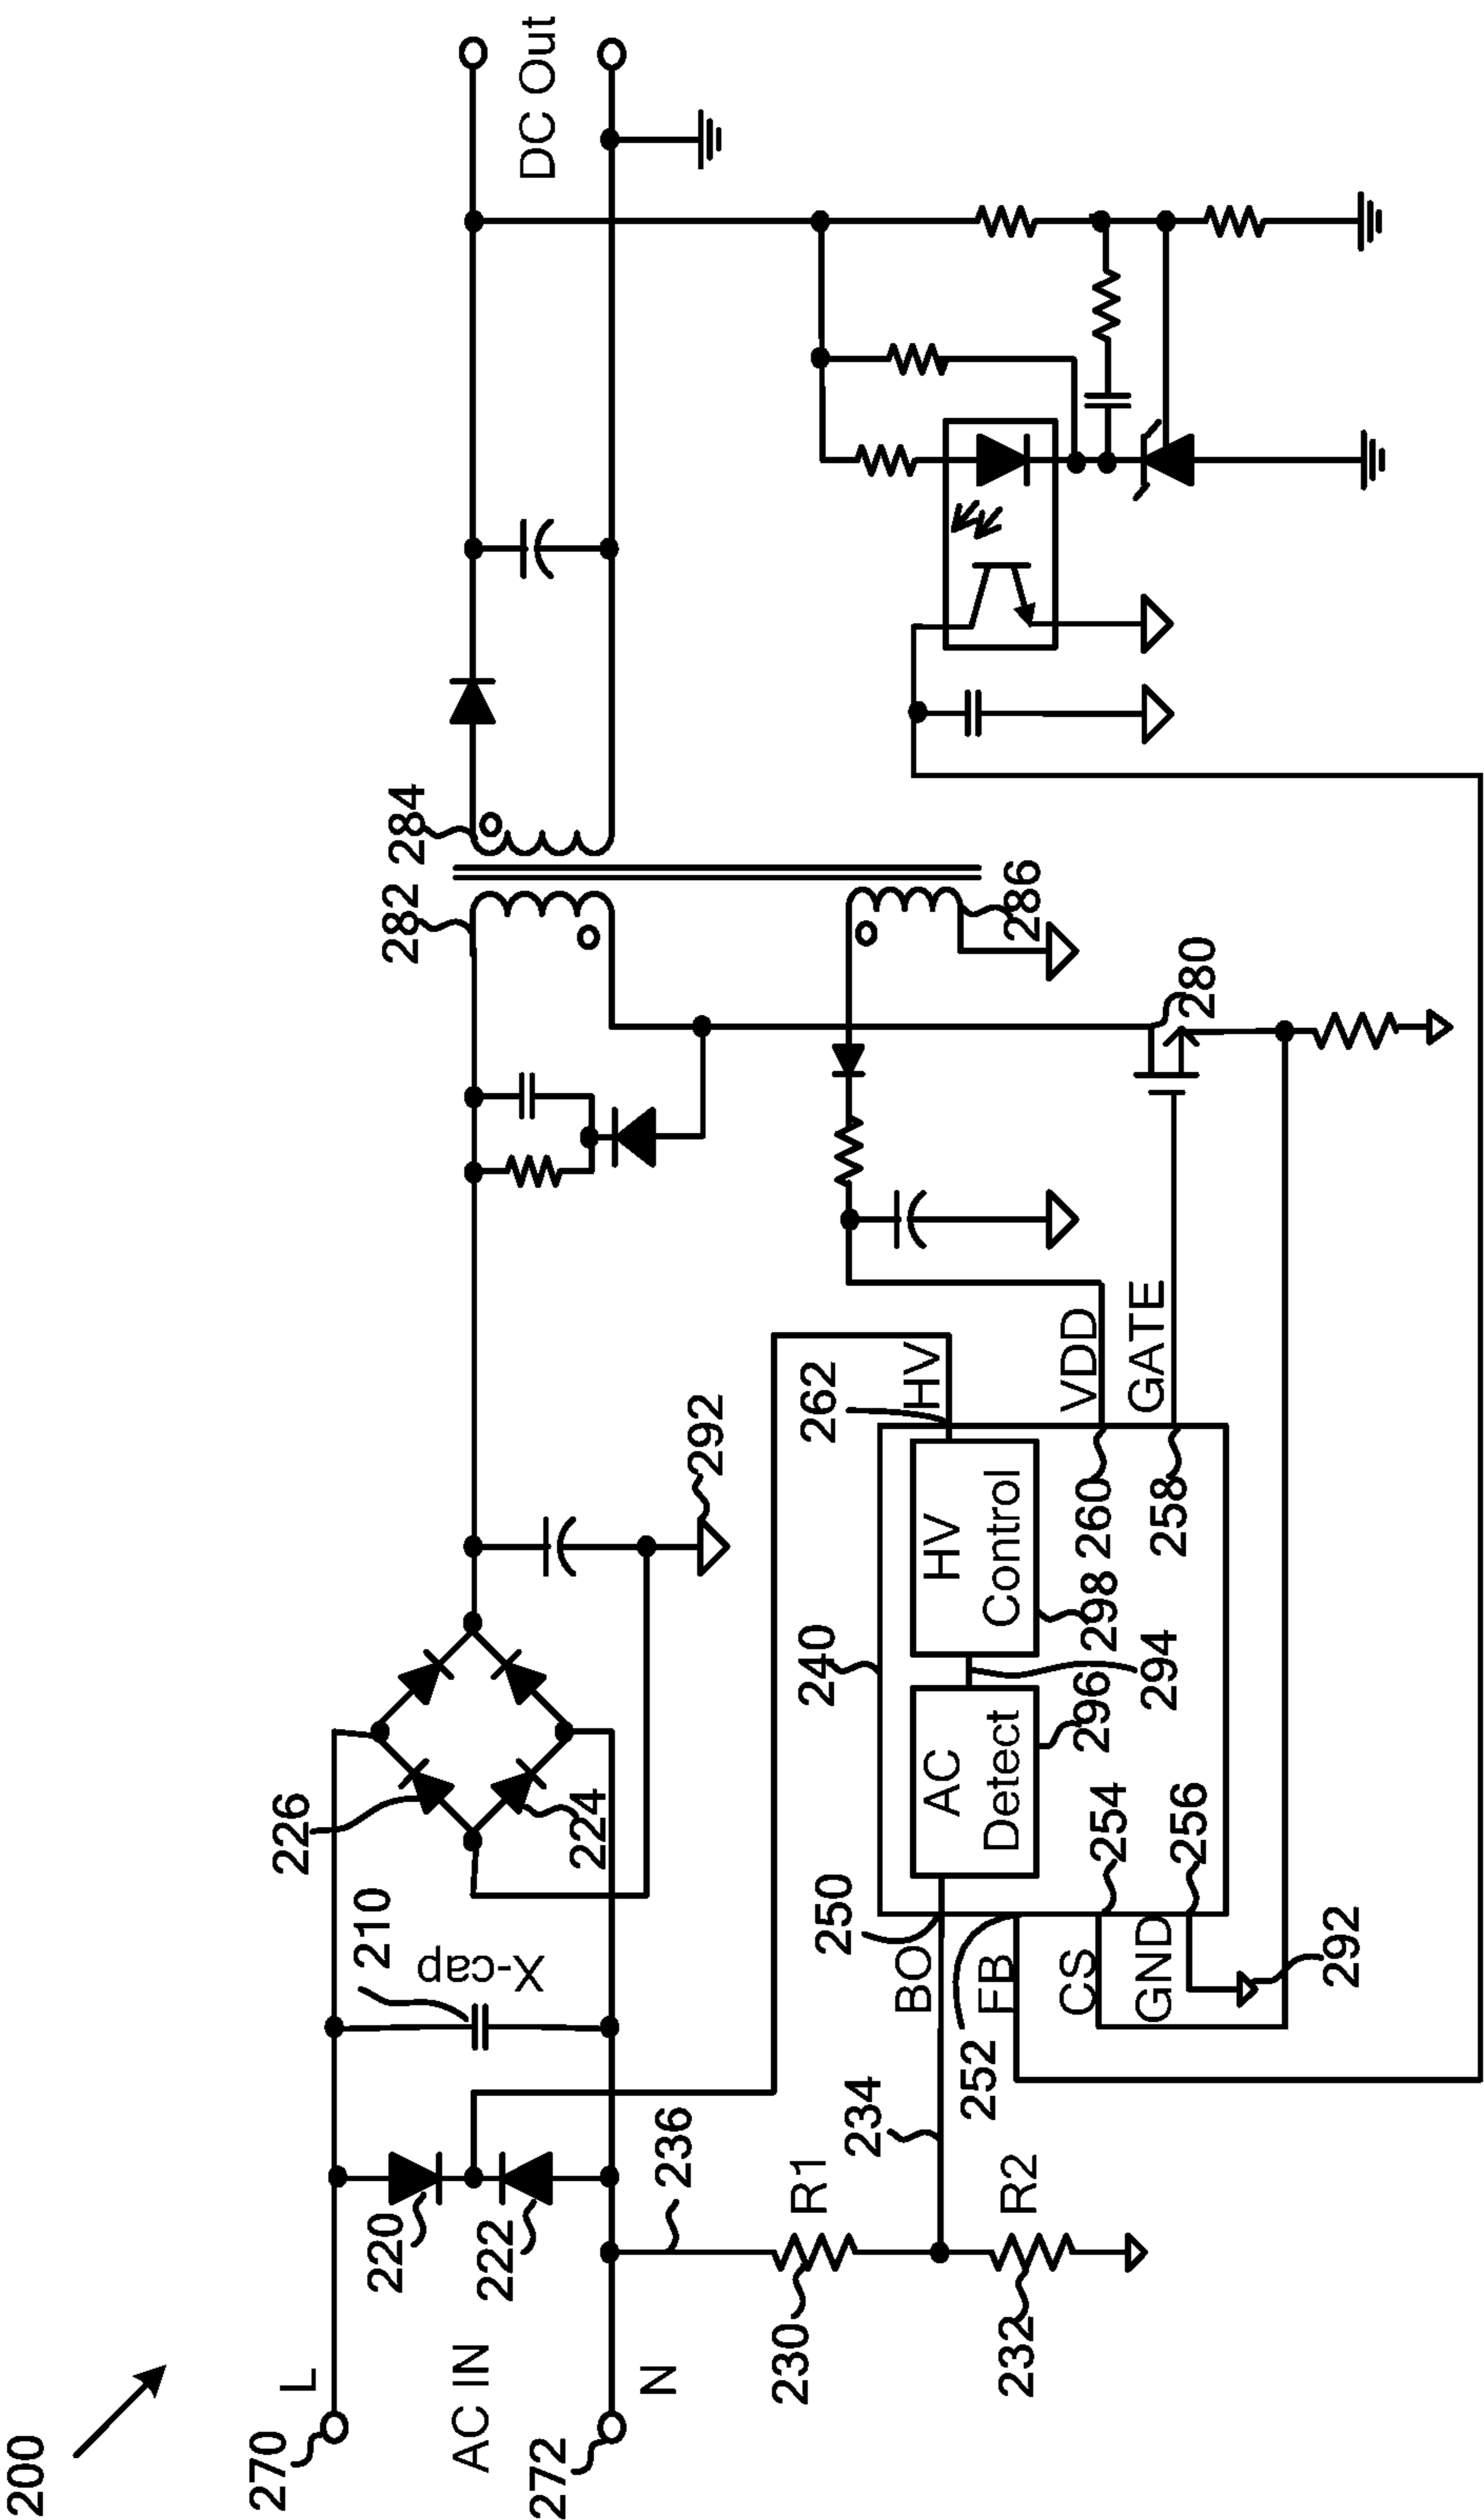 200
270
L
AC IN
272
N
220
222
236
X-cap
210
226
224
292
282
284
DC Out
230
R1
232
R2
234
250
BO
252
FB
CS
GND
254
256
292
240
AC
Detect
296
294
HV
Control
298
262
HV
260
VDD
258
GATE
286
280